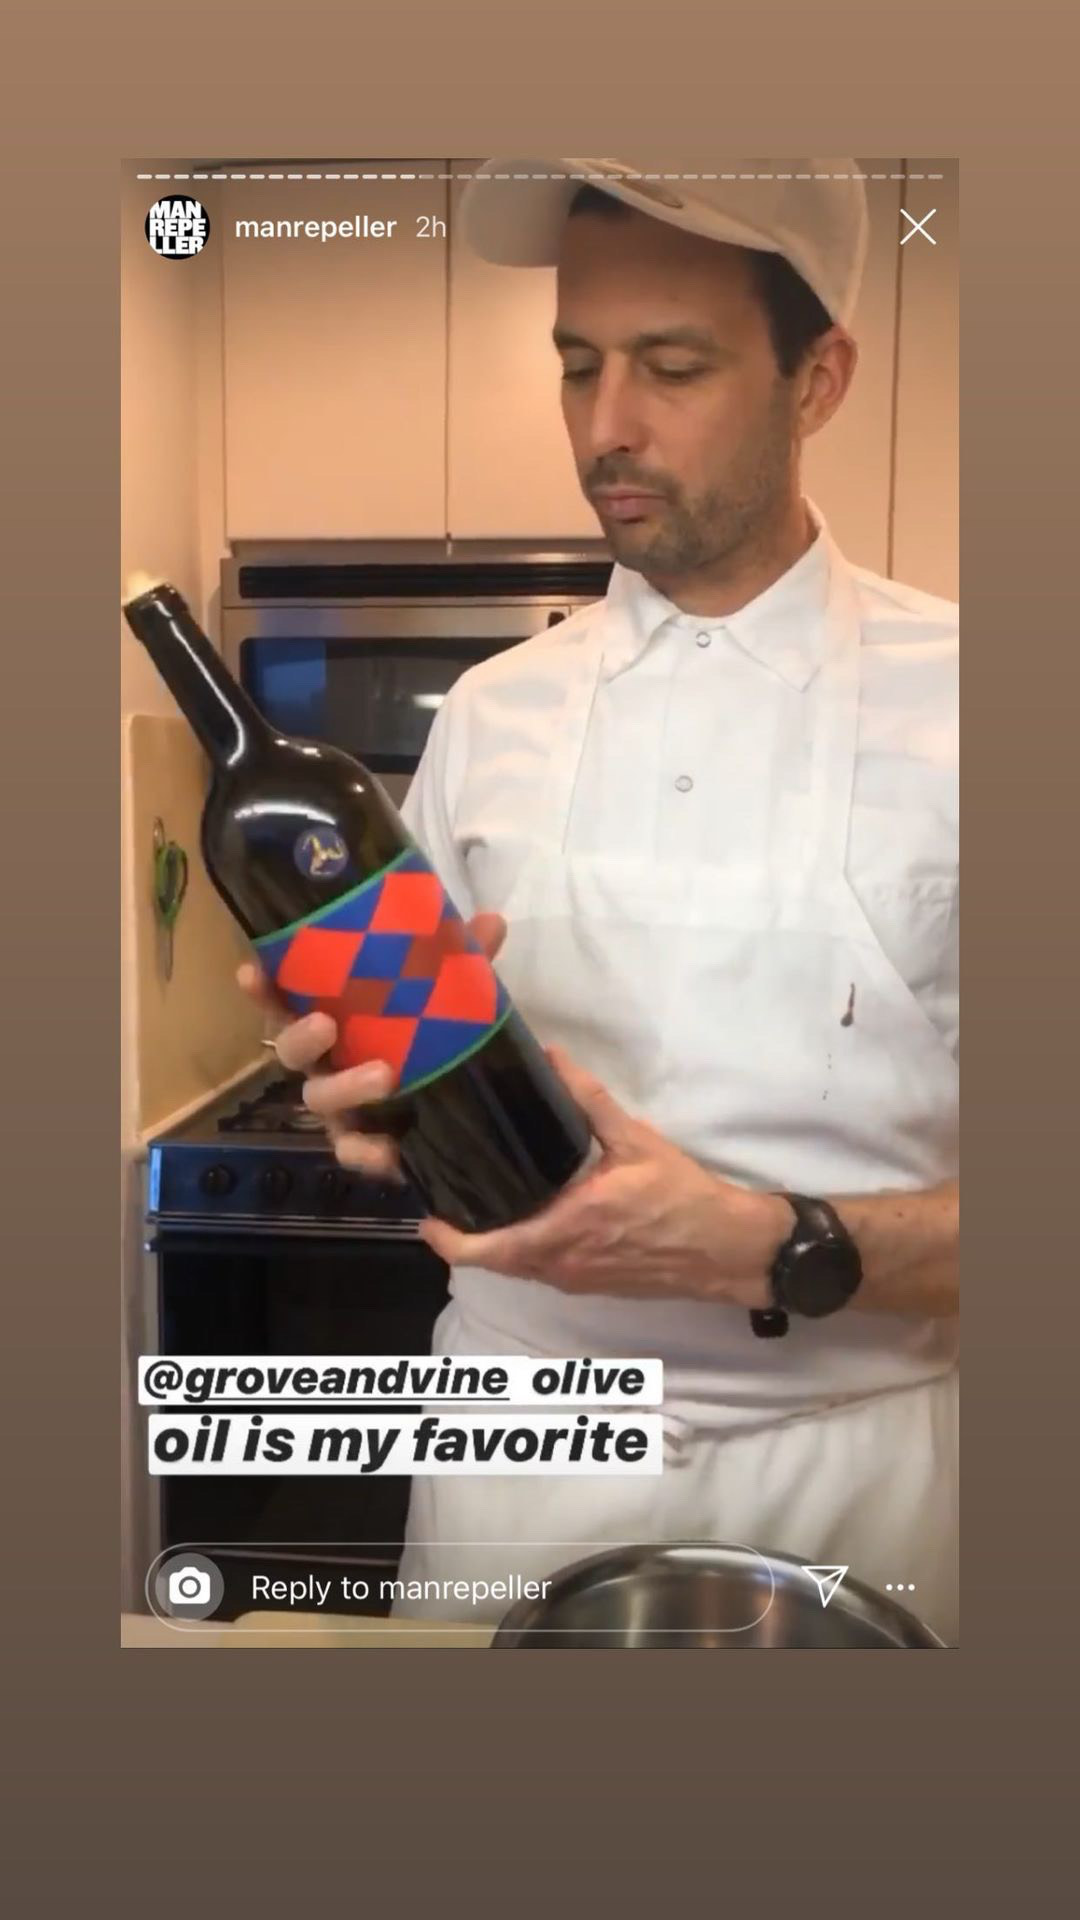 MAN
REPE
LLER
manrepeller 2h
@groveandvine olive
oil is my favorite
Reply to manrepeller